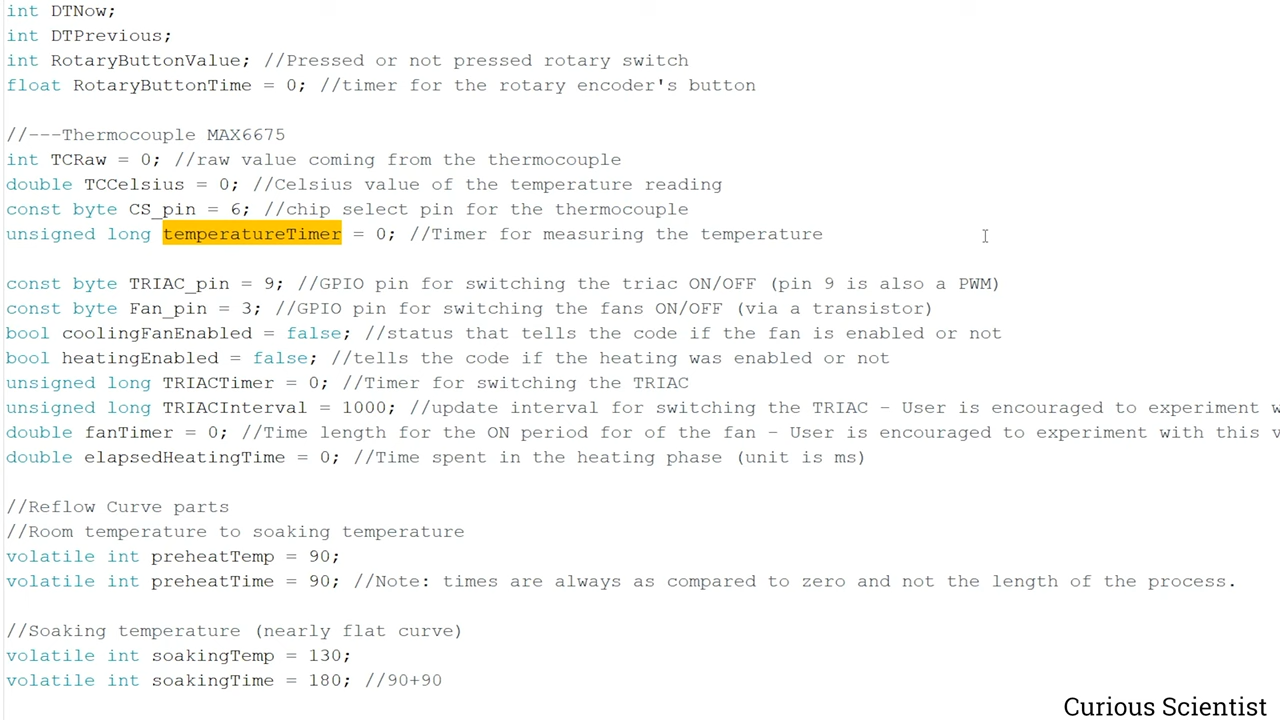 int DTNow;
int DTPrevious;
int RotaryButtonValue; //Pressed or not pressed rotary switch
float RotaryButtonTime = 0; //timer for the rotary encoder's button
//---Thermocouple MAX6675
int TCRaw = 0; //raw value coming from the thermocouple
double TCCelsius = 0; //Celsius value of the temperature reading
const byte CS_pin = 6; //chip select pin for the thermocouple
unsigned long temperatureTimer = 0; //Timer for measuring the temperature
const byte TRIAC_pin = 9; //GPIO pin for switching the triac ON/OFF (pin 9 is also a PWM)
const byte Fan_pin = 3; //GPIO pin for switching the fans ON/OFF (via a transistor)
bool coolingFanEnabled = false; //status that tells the code if the fan is enabled or not
bool heatingEnabled = false; //tells the code if the heating was enabled or not
unsigned long TRIACTimer = 0; //Timer for switching the TRIAC
unsigned long TRIACInterval = 1000; //update interval for switching the TRIAC - User is encouraged to experiment
double fanTimer = 0; //Time length for the ON period for of the fan - User is encouraged to experiment with this
double elapsedHeatingTime = 0; //Time spent in the heating phase (unit is ms)
//Reflow Curve parts
//Room temperature to soaking temperature
volatile int preheatTemp = 90;
volatile int preheatTime = 90; //Note: times are always as compared to zero and not the length of the process.
//Soaking temperature (nearly flat curve)
volatile int soakingTemp = 130;
volatile int soakingTime = 180; //90+90
Curious Scientist